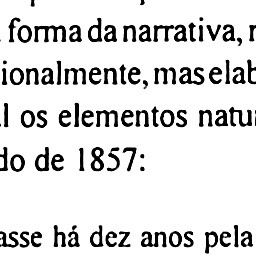 forma da narrativa,
ionalmente, mas elab
l os elementos natu
do de 1857:
asse há dez anos pela